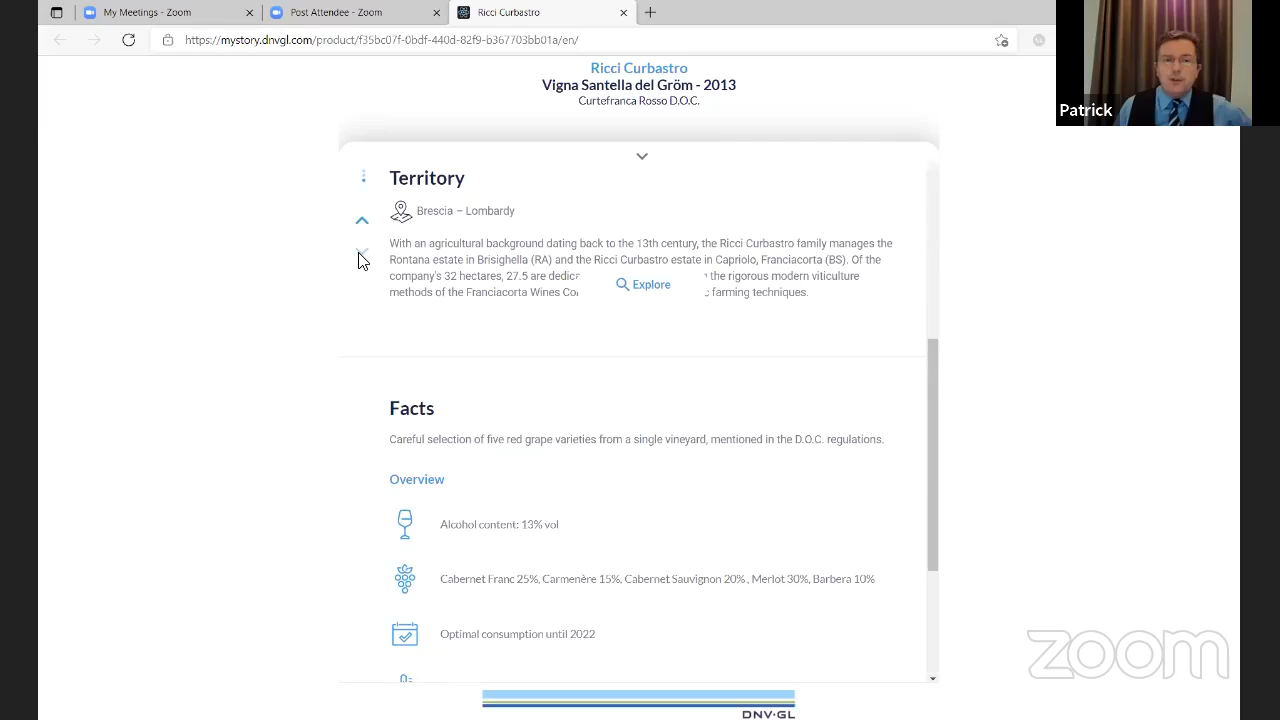 My Meetings - Zoom
Post Attendee - Zoom
Ricci Curbastro
https://mystory.dnvgl.com/product/f35bc07f-0bdf-440d-82f9-b367703bb01a/en/
Patrick
Ricci Curbastro
Vigna Santella del Gröm - 2013
Curtefranca Rosso D.O.C.
Territory
Brescia – Lombardy
With an agricultural background dating back to the 13th century, the Ricci Curbastro family manages the
Rontana estate in Brisighella (RA) and the Ricci Curbastro estate in Capriolo, Franciacorta (BS). Of the
company's 32 hectares, 27.5 are the rigorous modern viticulture
Explore
methods of the Franciacorta Wines farming techniques.
Facts
Careful selection of five red grape varieties from a single vineyard, mentioned in the D.O.C. regulations.
Overview
Alcohol content: 13% vol
Cabernet Franc 25%, Carmenère 15%, Cabernet Sauvignon 20% , Merlot 30%, Barbera 10%
Optimal consumption until 2022
zoom
DNV·GL